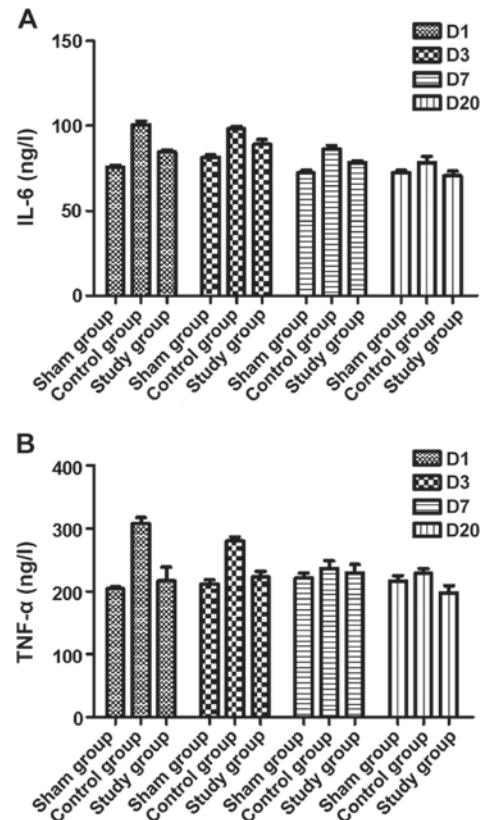 A
IL-6 (ng/l)
150
100
50
0
D1
D3
D7
D20
Sham group
Control group
Study group
Sham group
Control group
Study group
Sham group
Control group
Study group
Sham group
Control group
Study group
B
TNF-α (ng/l)
400
300
200
100
0
D1
D3
D7
D20
Sham group
Control group
Study group
Sham group
Control group
Study group
Sham group
Control group
Study group
Sham group
Control group
Study group